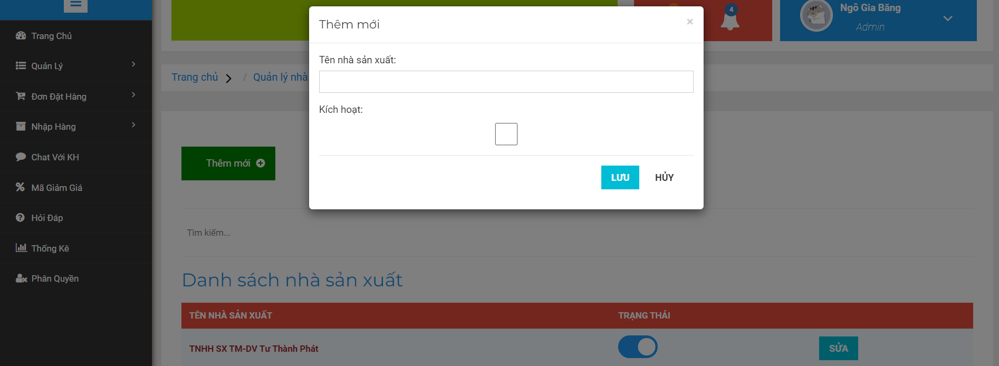 4
Ngô Gia Băng
Admin
Trang Chủ
Quản Lý
Đơn Đặt Hàng
Nhập Hàng
Chat Với KH
Mã Giảm Giá
Hỏi Đáp
Thống Kê
Phân Quyền
Trang chủ / Quản lý nhà
Thêm mới
×
Tên nhà sản xuất:
Kích hoạt:
LƯU HỦY
Thêm mới
Tìm kiếm...
Danh sách nhà sản xuất
TÊN NHÀ SẢN XUẤT TRẠNG THÁI
TNHH SX TM-DV Tư Thành Phát SỬA